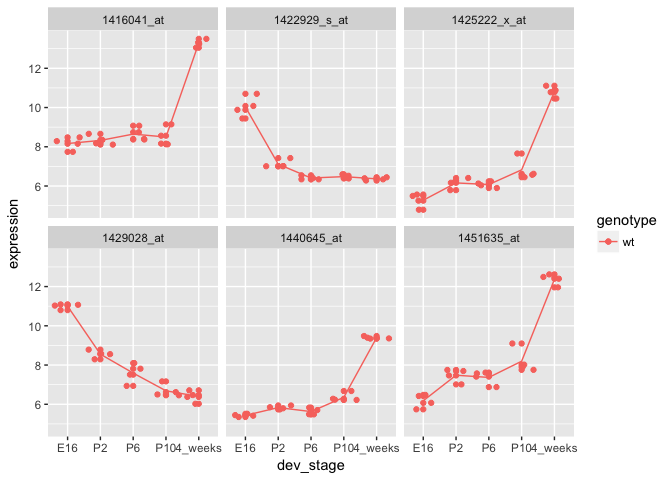 1416041_at 1422929_s_at 1425222_x_at
12
10
8
6
expression
1429028_at 1440645_at 1451635_at
12
10
8
6
E16 P2 P6 P104_weeks E16 P2 P6 P104_weeks E16 P2 P6 P104_weeks
dev_stage
genotype
wt